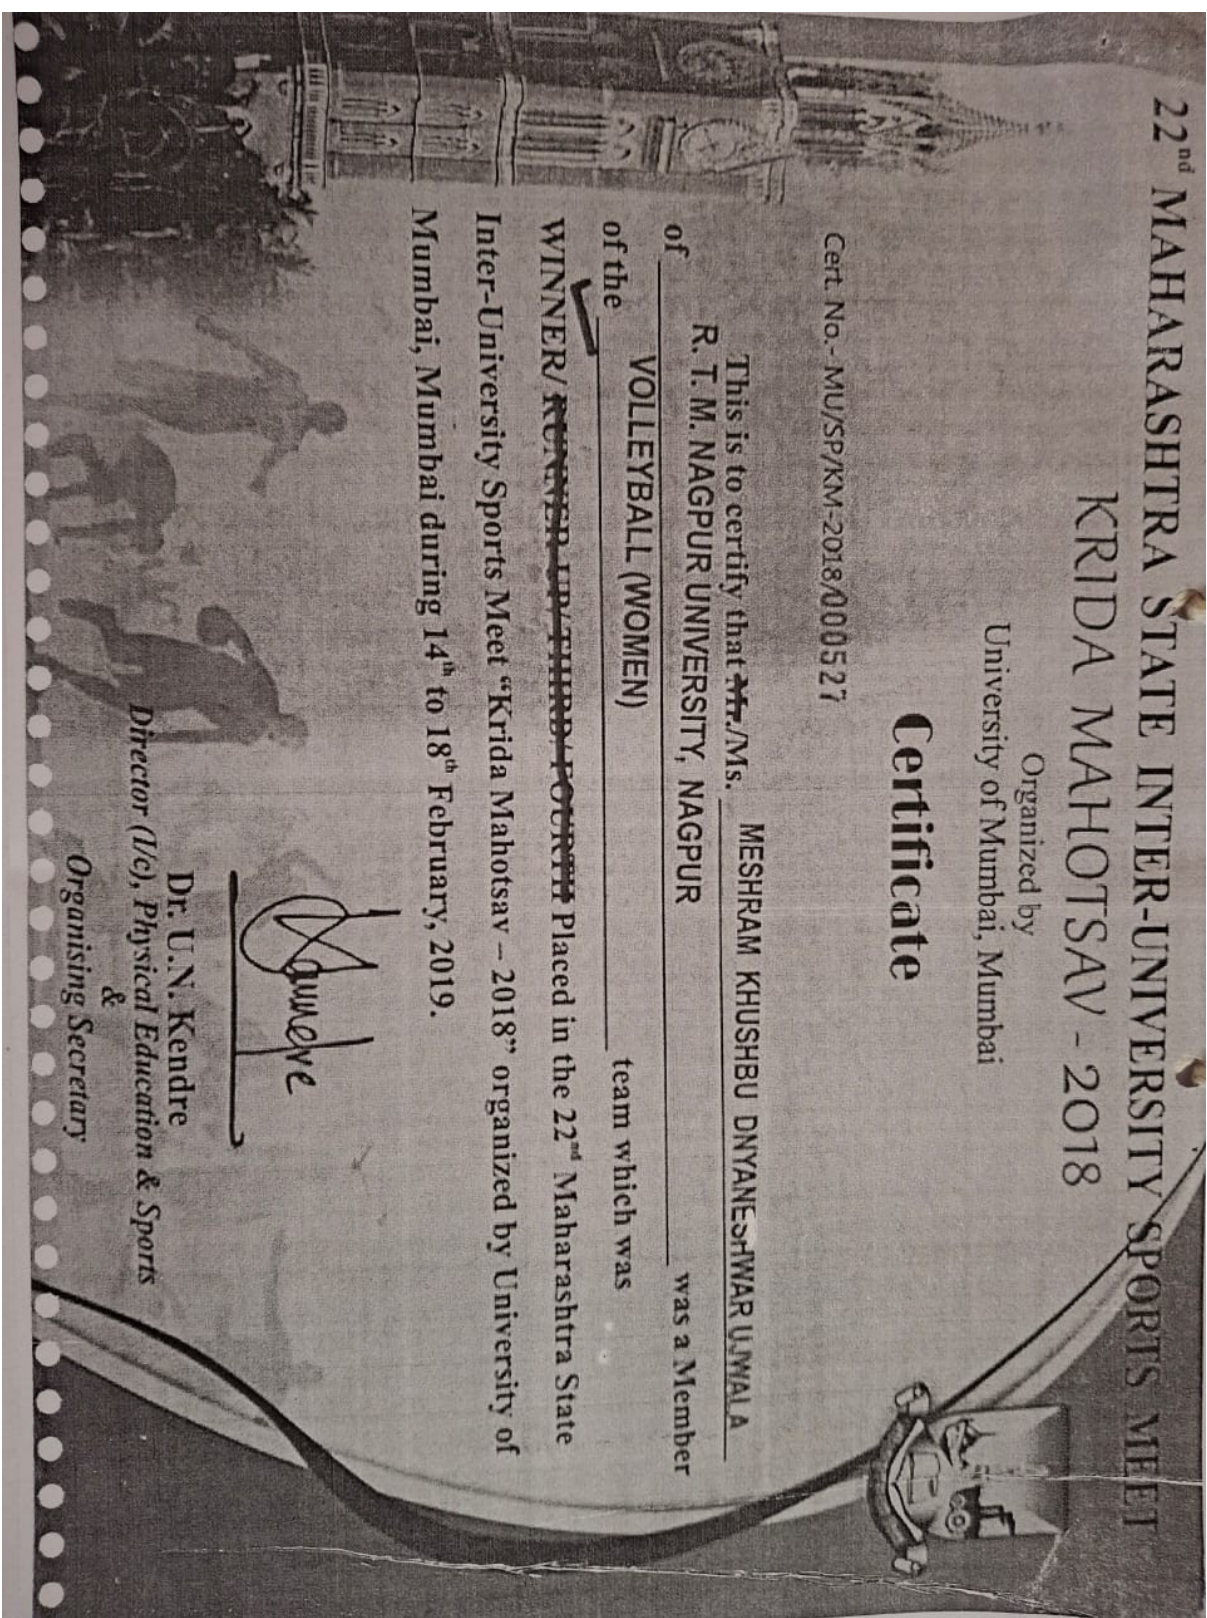 22nd MAHARASHTRA STATE INTER-UNIVERSITY SPORTS MEET
KRIDA MAHOTSAV - 2018
Organized by
University of Mumbai, Mumbai
Certificate
Cert. No.- MU/SP/KM-2018/000527
This is to certify that Mr./Ms. MESHRAM KHUSHBU DNYANESHWAR UJWALA
of R. T. M. NAGPUR UNIVERSITY, NAGPUR was a Member
of the VOLLEYBALL (WOMEN) team which was
WINNER/ RUNNER UP/ THIRD/ FOURTH Placed in the 22nd Maharashtra State
Inter-University Sports Meet “Krida Mahotsav – 2018” organized by University of
Mumbai, Mumbai during 14th to 18th February, 2019.
Dr. U.N. Kendre
Director (I/c), Physical Education & Sports
&
Organising Secretary